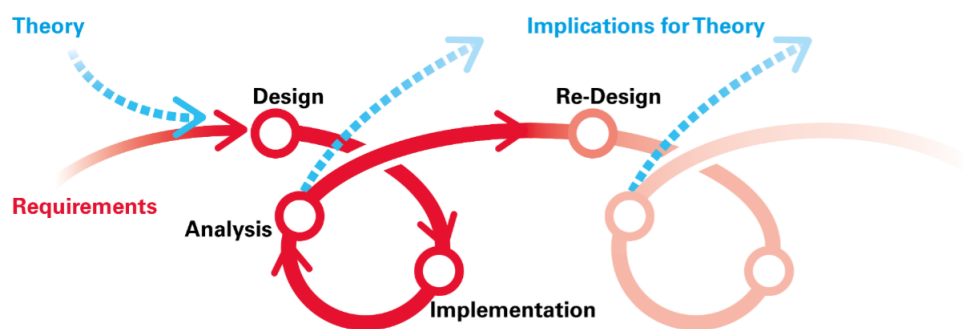 Theory
Implications for Theory
Design
Re-Design
Requirements
Analysis
Implementation